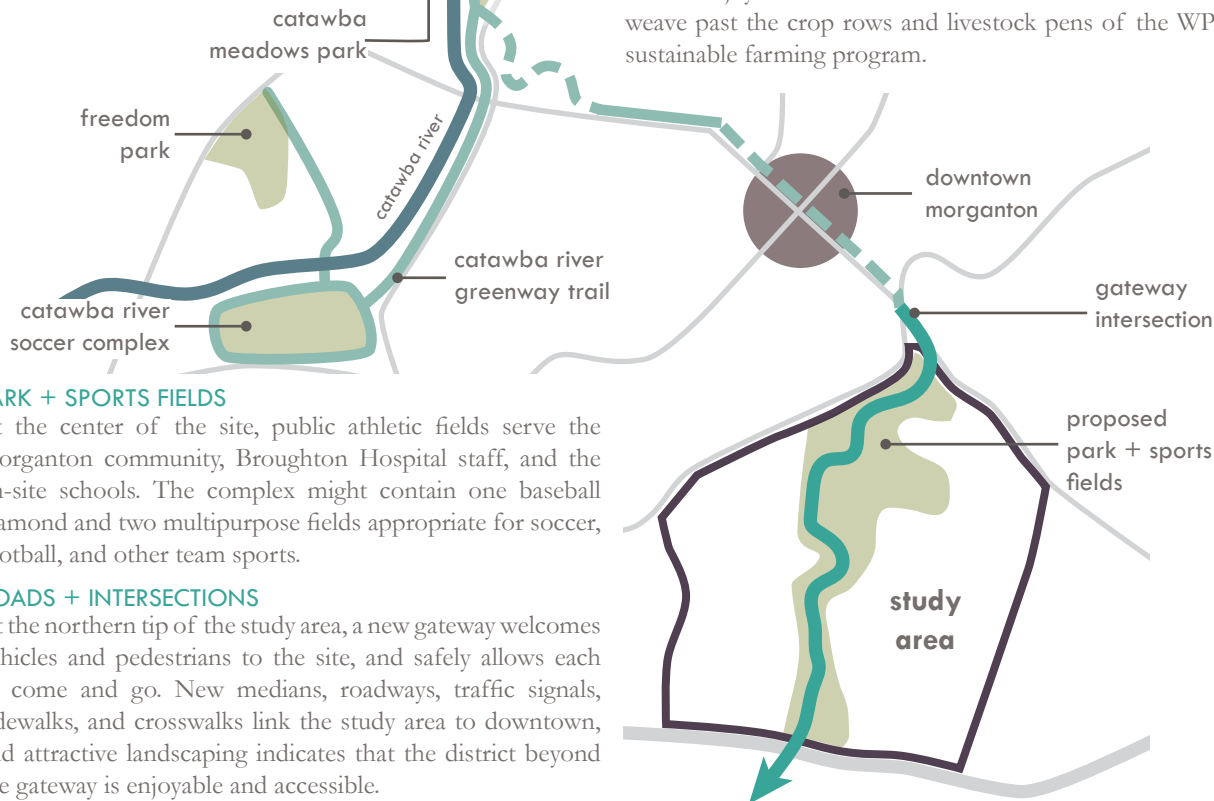 catawba
meadows park
weave past the crop rows and livestock pens of the WP
sustainable farming program.
freedom
park
catawba river
downtown
morganton
catawba river
greenway trail
gateway
intersection
catawba river
soccer complex
proposed
park + sports
fields
study
area
ARK + SPORTS FIELDS
t the center of the site, public athletic fields serve the
organton community, Broughton Hospital staff, and the
n-site schools. The complex might contain one baseball
amond and two multipurpose fields appropriate for soccer,
ootball, and other team sports.
OADS + INTERSECTIONS
t the northern tip of the study area, a new gateway welcomes
hicles and pedestrians to the site, and safely allows each
come and go. New medians, roadways, traffic signals,
dewalks, and crosswalks link the study area to downtown,
nd attractive landscaping indicates that the district beyond
e gateway is enjoyable and accessible.